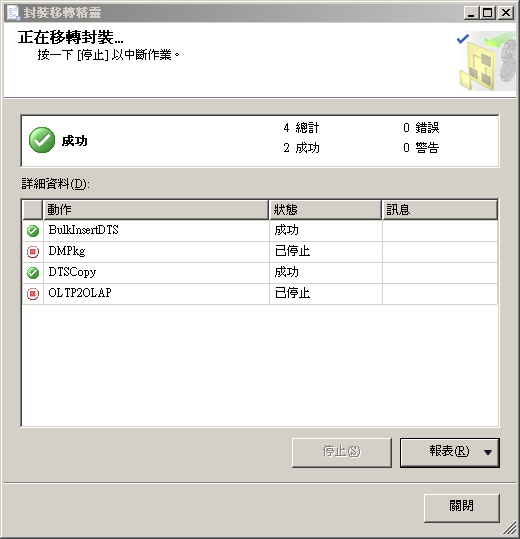 封裝移轉精靈
正在移轉封裝...
按一下 [停止] 以中斷作業。
成功
4 總計 0 錯誤
2 成功 0 警告
詳細資料(D):
動作 狀態 訊息
BulkInsertDTS 成功
DMPkg 已停止
DTSCopy 成功
OLTP2OLAP 已停止
停止(S) 報表(R)
關閉